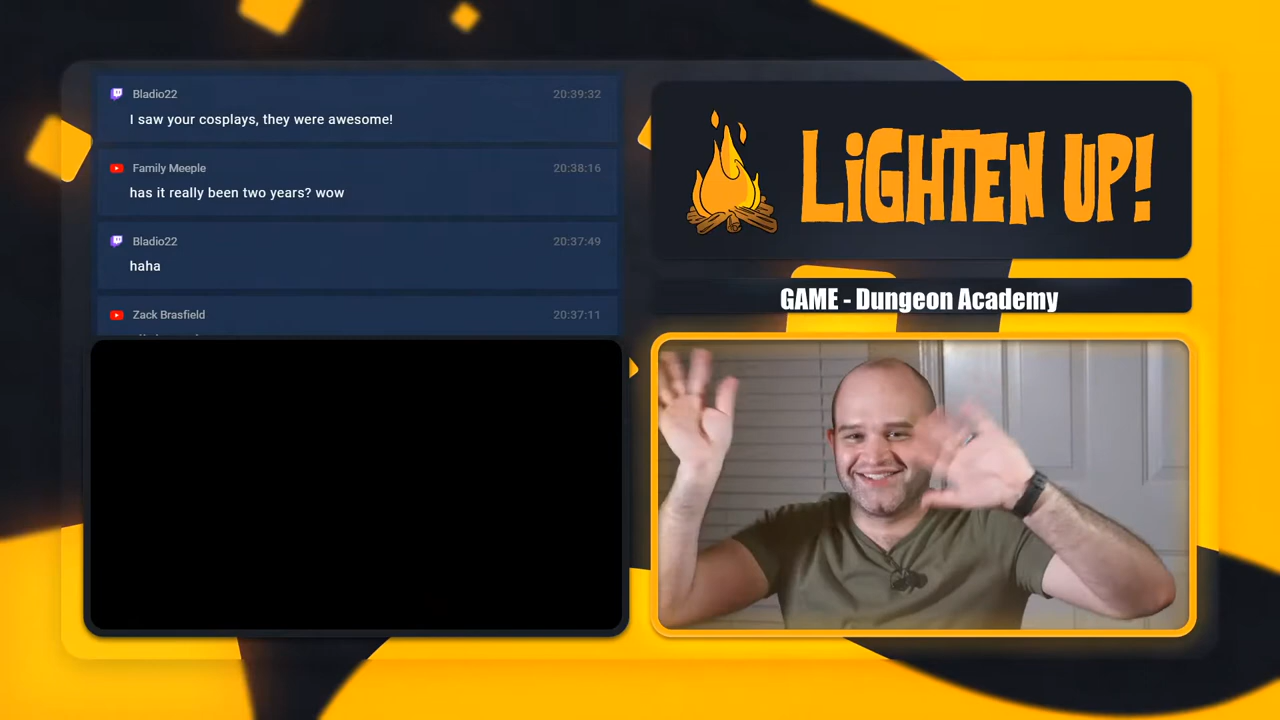 Bladio22 20:39:32
I saw your cosplays, they were awesome!
Family Meeple 20:38:16
has it really been two years? wow
Bladio22 20:37:49
haha
Zack Brasfield 20:37:11
LiGHTEN UP!
GAME - Dungeon Academy